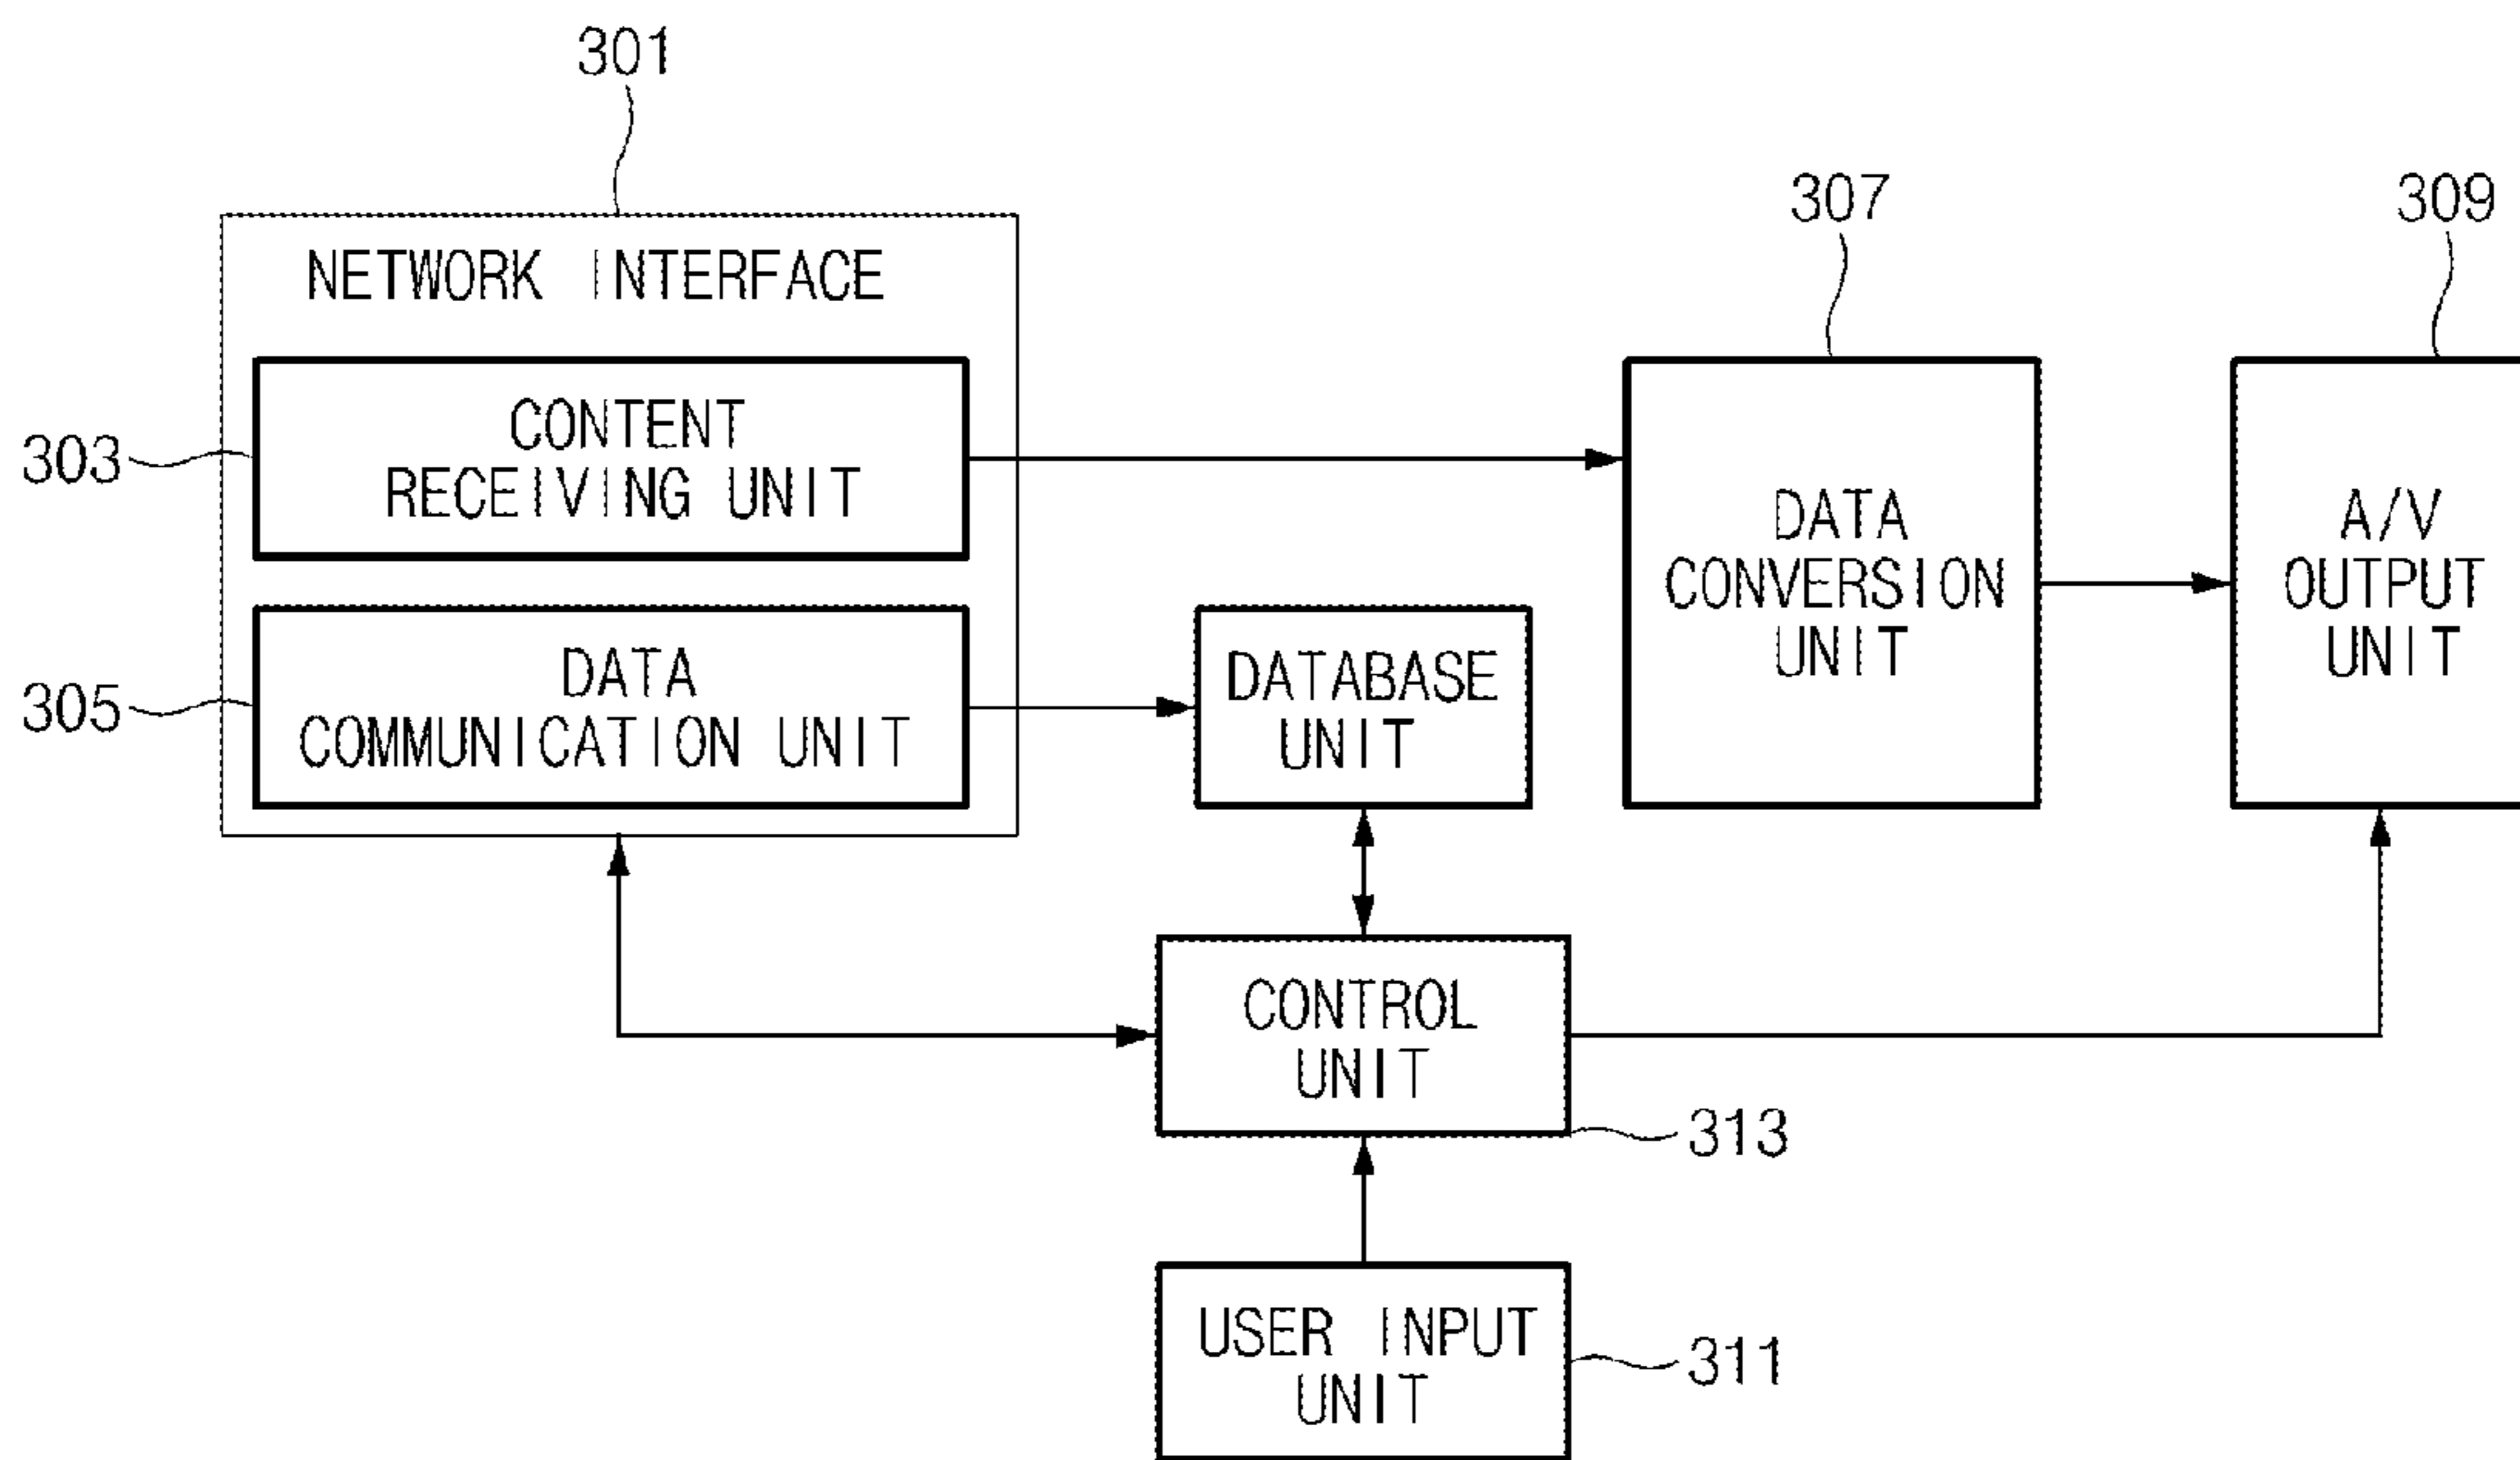 301
307
309
NETWORK INTERFACE
303
CONTENT
RECEIVING UNIT
DATA
CONVERSION
UNIT
A/V
OUTPUT
UNIT
305
DATA
COMMUNICATION UNIT
DATABASE
UNIT
CONTROL
UNIT
313
USER INPUT
UNIT
311